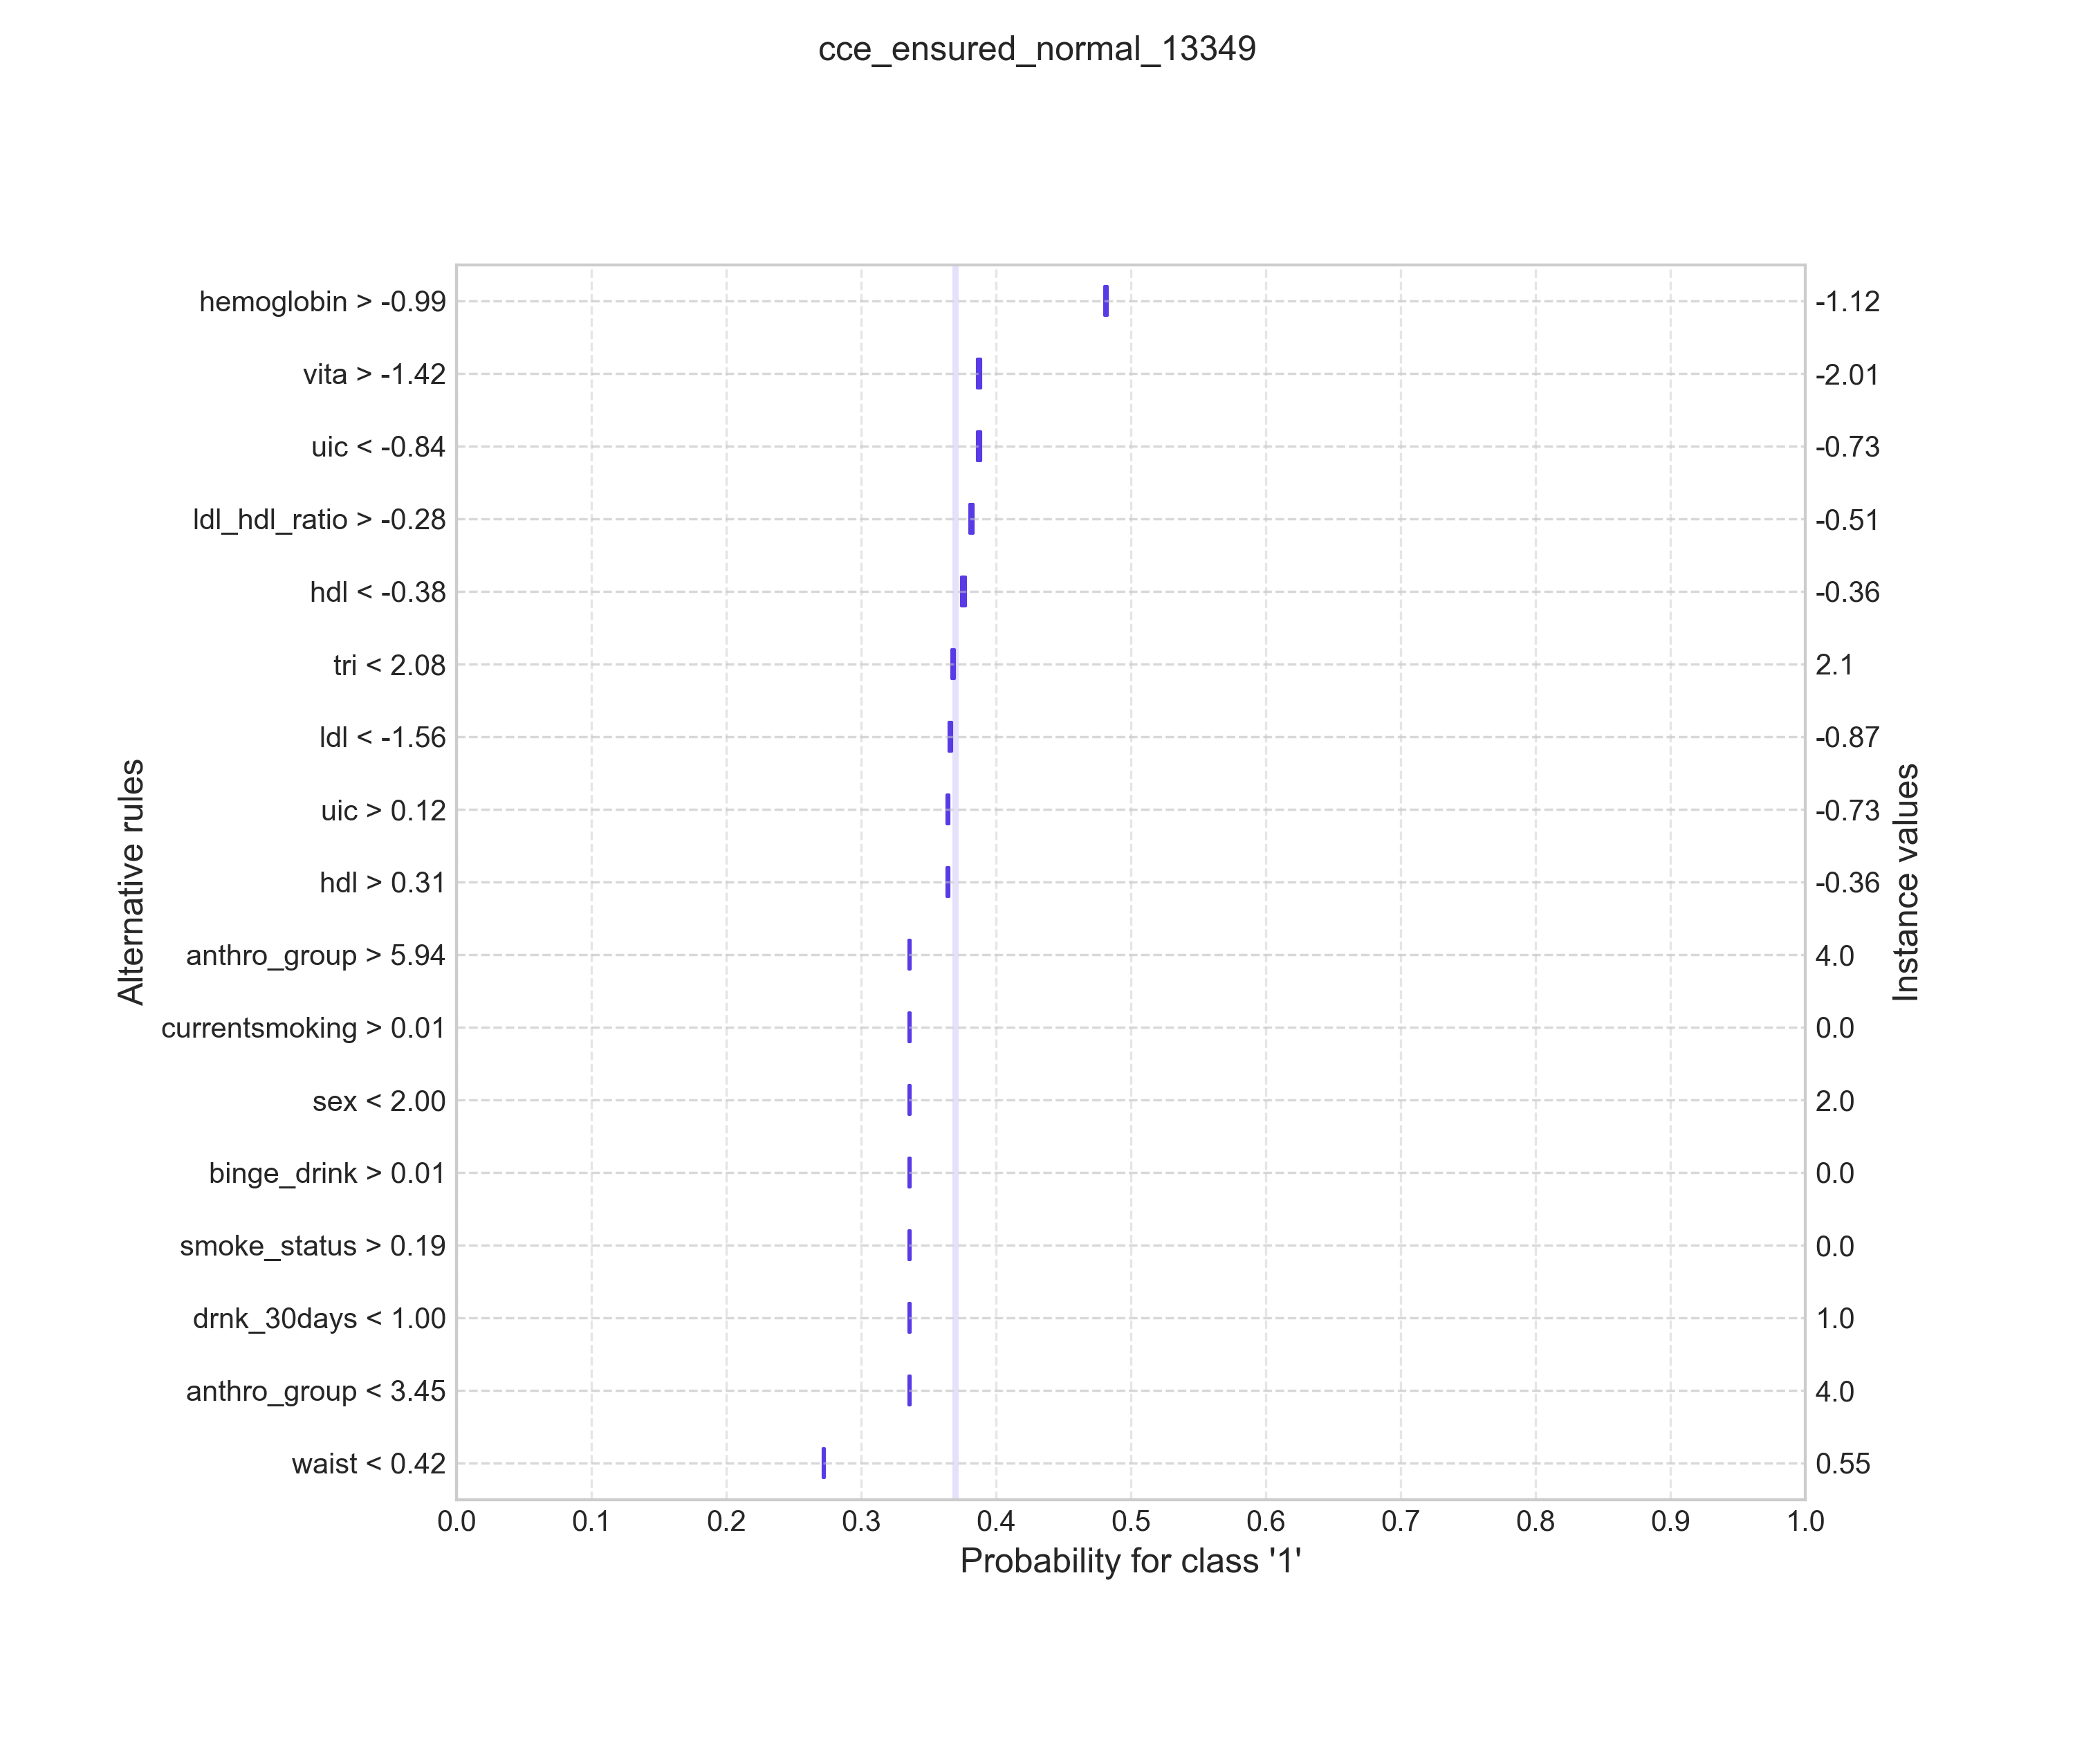 cce_ensured_normal_13349
hemoglobin > -0.99 -1.12
vita > -1.42 -2.01
uic < -0.84 -0.73
ldl_hdl_ratio > -0.28 -0.51
hdl < -0.38 -0.36
tri < 2.08 2.1
ldl < -1.56 -0.87
uic > 0.12 -0.73
hdl > 0.31 -0.36
anthro_group > 5.94 4.0
currentsmoking > 0.01 0.0
sex < 2.00 2.0
binge_drink > 0.01 0.0
smoke_status > 0.19 0.0
drnk_30days < 1.00 1.0
anthro_group < 3.45 4.0
waist < 0.42 0.55
Alternative rules
Instance values
0.0 0.1 0.2 0.3 0.4 0.5 0.6 0.7 0.8 0.9 1.0
Probability for class '1'